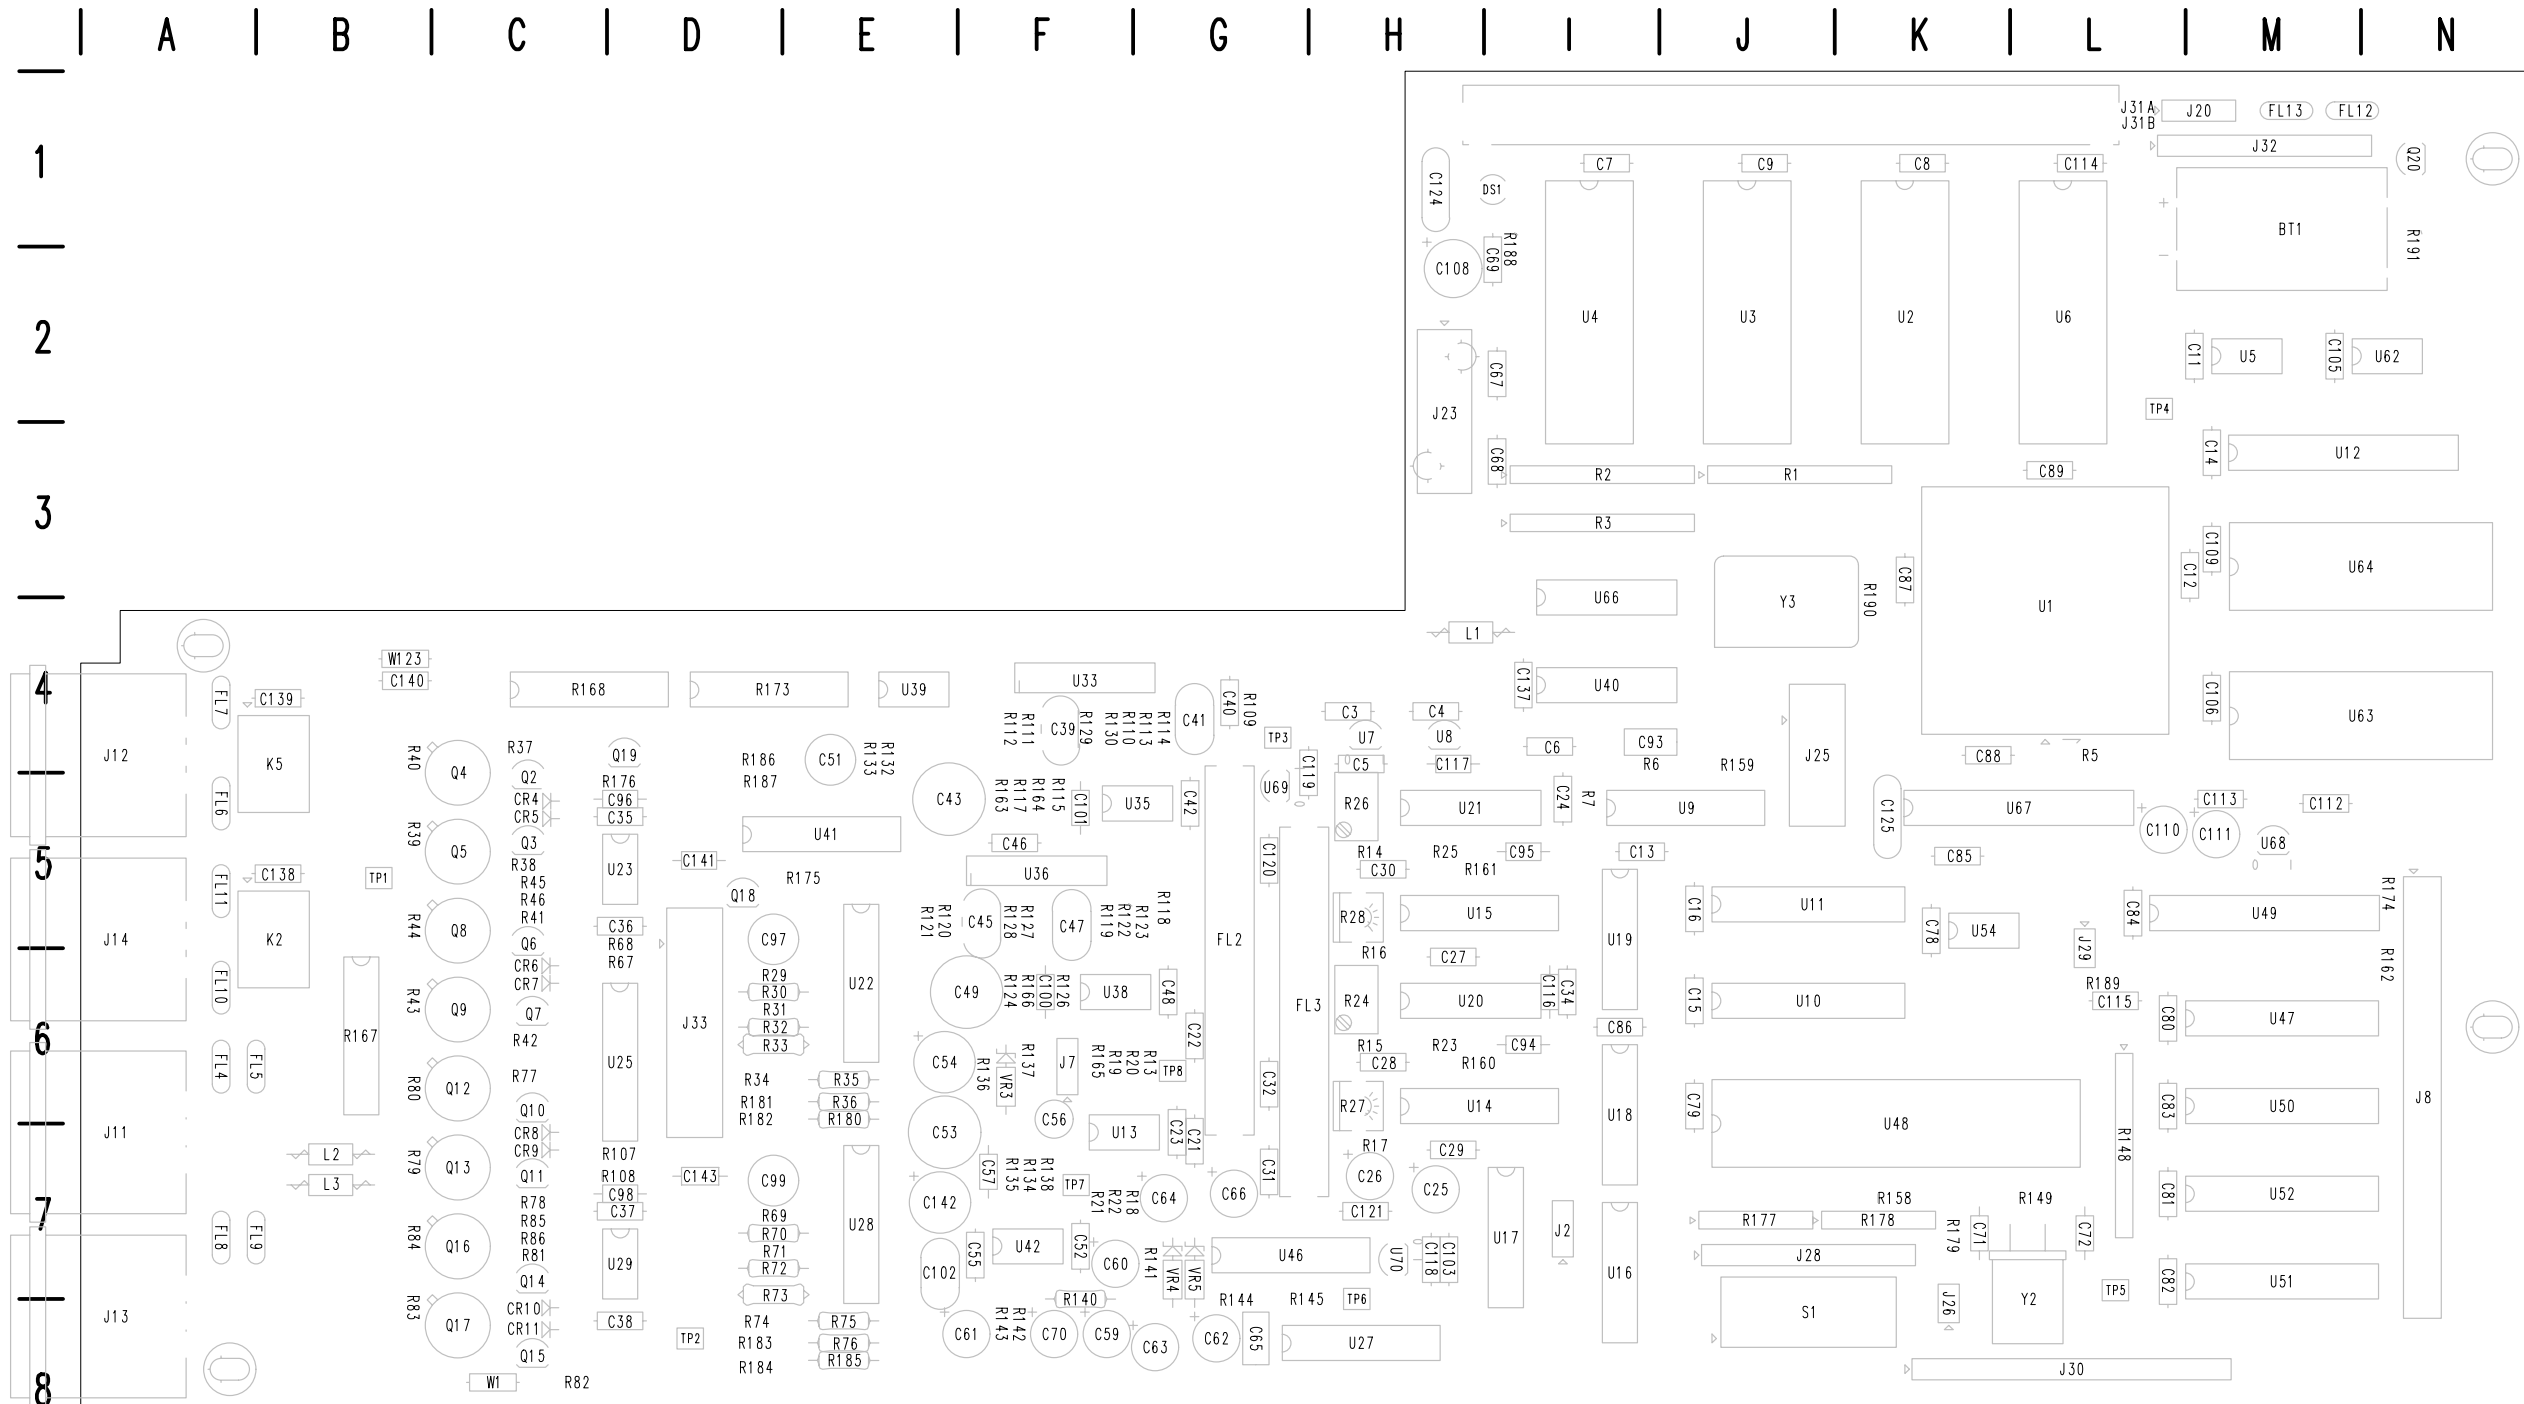 A B C D E F G H I J K L M N
1
J31A J20 FL13 FL12
J31B
J32
C7 C9 C8 C114 Q20
C124 DS1
BT1
R188 R191
C108 C69
2
U4 U3 U2 U6
C11 U5 C105 U62
C67
J23 TP4
C68 C14 U12
R2 R1 C89
3
R3
C109 U64
C12
C87
U66 Y3 R190 U1
L1
W123
C140
4
FL7 C139 R168 R173 U39 U33
C137 U40 C106 U63
C40 R109
C3 C4
R112 R111 C39 R129 R130 R110 R113 R114 C41
TP3 U7 U8
J12 K5 R40 R37 Q19 C6 C93 J25 C88 R5
Q4 Q2 R186 C51 R133 R132 C119 C5 C117 R6 R159
R176 R187
FL6 CR4 C96 C43 R163 R117 R164 R115 C101 U35 C42 U69 R26 U21 C24 R7 U9 C125 U67 C113 C112
CR5 C35
R39 Q5 Q3 U41 C46 C110 C111 U68
5
R38 U23 C141 U36 C120 R14 R25 C95 C13 C85
FL11 C138 TP1 R45 Q18 R175 C30 R161
R46 R174
R44 Q8 R41 C36 R121 R120 C45 R128 R127 C47 R119 R122 R123 R118 R28 U15 C16 U11 C78 U54 C84 U49
J14 K2 Q6 R68 C97 FL2 R16 U19 J29
CR6 R67 C27 R162
FL10 CR7 R29 U22
R43 Q9 Q7 R30 C49 R124 R166 C100 R126 U38 C48 FL3 R24 U20 C116 C34 C15 U10 R189 C115
R31
R167 J33 R32 C22 C86 C80 U47
6
R42 R33 R15 R23 C94
FL4 FL5 U25 C54 R136 VR3 R137 J7 R165 R19 R20 R13 TP8 C32 C28 R160
R80 Q12 R77 R34 R35
Q10 R181 R36 R27 U14 U18 C79 C83 U50 J8
J11 CR8 R182 R180 C53 C56 U13 C23 C21 U48
L2 CR9 R107 R17 C29 R148
R79 Q13 Q11 R108 C143 C99 C57 R135 R134 R138 TP7 C31 C26
L3 C98 C142 R21 R22 R18 C64 C66 C25 C81 U52
7
R78 C37 R69 U28 C121 R158 R149
R85 R70 R177 R178
FL8 FL9 R84 Q16 R86 R71 C102 C55 U42 C52 C60 R141 U46 U70 C118 C103 U17 J2 R179 C71 C72
R81 J28
Q14 U29 R72 VR4 VR5 U16 C82 U51
R73 R140 R144 R145 TP6 J26 Y2 TP5
R83 CR10 S1
J13 Q17 CR11 C38 R74 R75 C61 R143 R142 C70 C59
TP2 R183 R76 C63 C62 C65 U27
Q15 R184 R185 J30
8
W1 R82